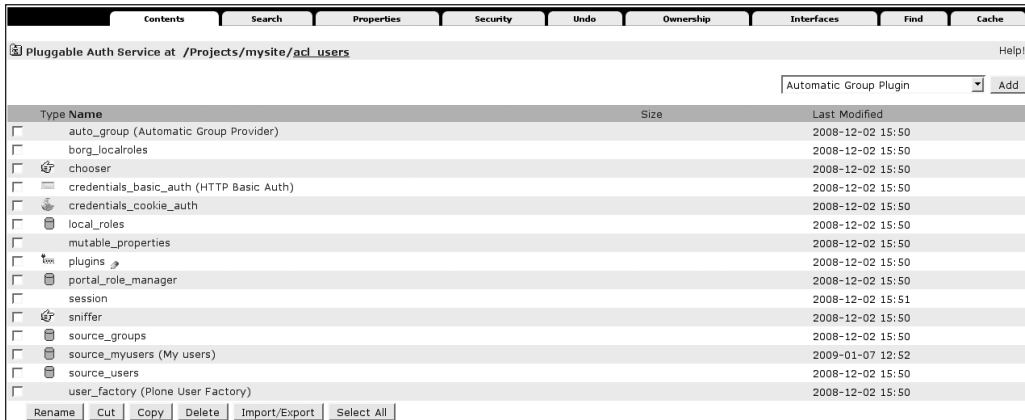 Contents Search Properties Security Undo Ownership Interfaces Find Cache
Pluggable Auth Service at /Projects/mysite/acl_users Help!
Automatic Group Plugin Add
Type Name Size Last Modified
auto_group (Automatic Group Provider) 2008-12-02 15:50
borg_localroles 2008-12-02 15:50
chooser 2008-12-02 15:50
credentials_basic_auth (HTTP Basic Auth) 2008-12-02 15:50
credentials_cookie_auth 2008-12-02 15:50
local_roles 2008-12-02 15:50
mutable_properties 2008-12-02 15:50
plugins 2008-12-02 15:50
portal_role_manager 2008-12-02 15:50
session 2008-12-02 15:51
sniffer 2008-12-02 15:50
source_groups 2008-12-02 15:50
source_myusers (My users) 2009-01-07 12:52
source_users 2008-12-02 15:50
user_factory (Plone User Factory) 2008-12-02 15:50
Rename Cut Copy Delete Import/Export Select All